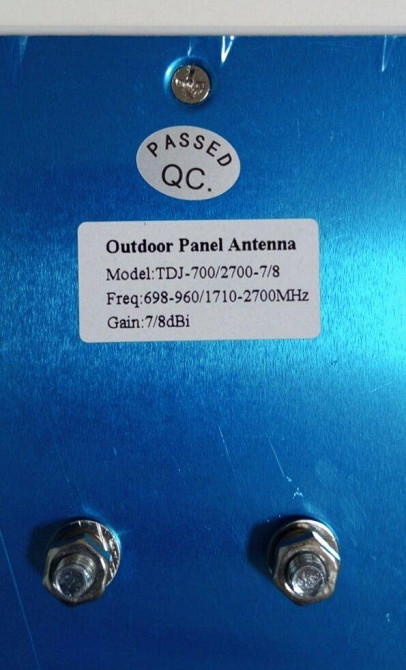 PASSED
QC.
Outdoor Panel Antenna
Model:TDJ-700/2700-7/8
Freq:698-960/1710-2700MHz
Gain:7/8dBi